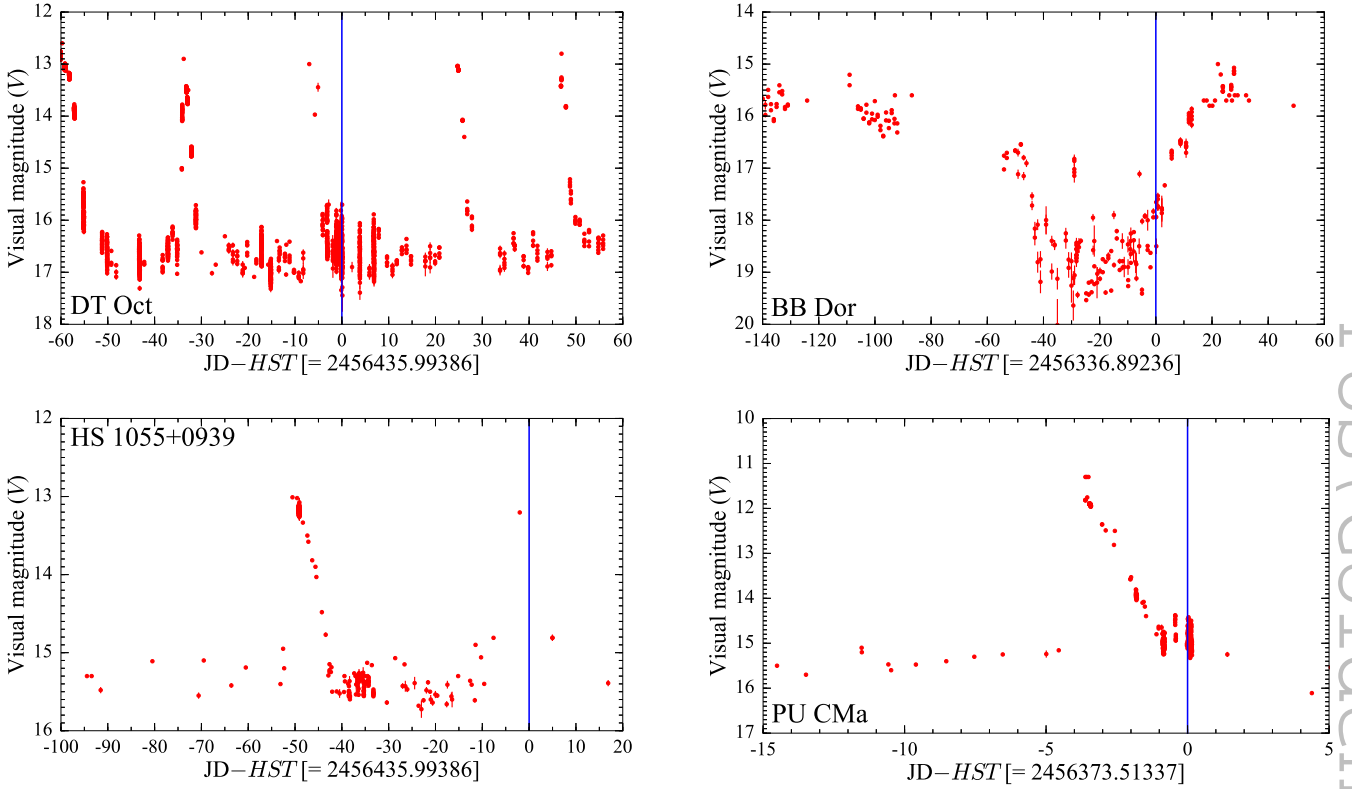 12
13
14
15
16
17
18
Visual magnitude (V)
DT Oct
-60 -50 -40 -30 -20 -10 0 10 20 30 40 50 60
JD−HST [= 2456435.99386]
14
15
16
17
18
19
20
Visual magnitude (V)
BB Dor
-140 -120 -100 -80 -60 -40 -20 0 20 40 60
JD−HST [= 2456336.89236]
12
13
14
15
16
Visual magnitude (V)
HS 1055+0939
-100 -90 -80 -70 -60 -50 -40 -30 -20 -10 0 10 20
JD−HST [= 2456435.99386]
10
11
12
13
14
15
16
17
Visual magnitude (V)
PU CMa
-15 -10 -5 0 5
JD−HST [= 2456373.51337]